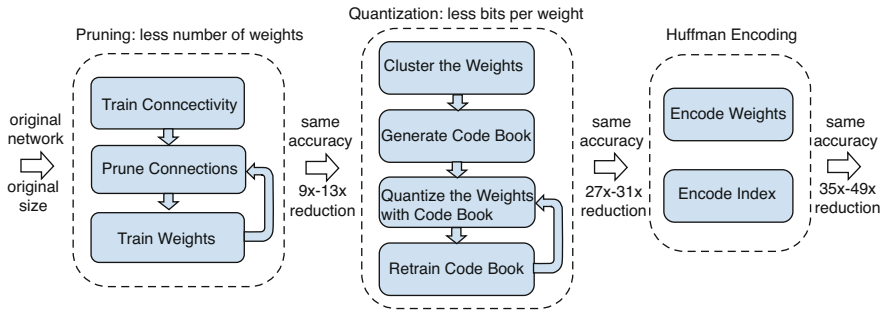 original
network
original
size
Pruning: less number of weights
Train Conncectivity
Prune Connections
Train Weights
same
accuracy
9x-13x
reduction
Quantization: less bits per weight
Cluster the Weights
Generate Code Book
Quantize the Weights
with Code Book
Retrain Code Book
same
accuracy
27x-31x
reduction
Huffman Encoding
Encode Weights
Encode Index
same
accuracy
35x-49x
reduction